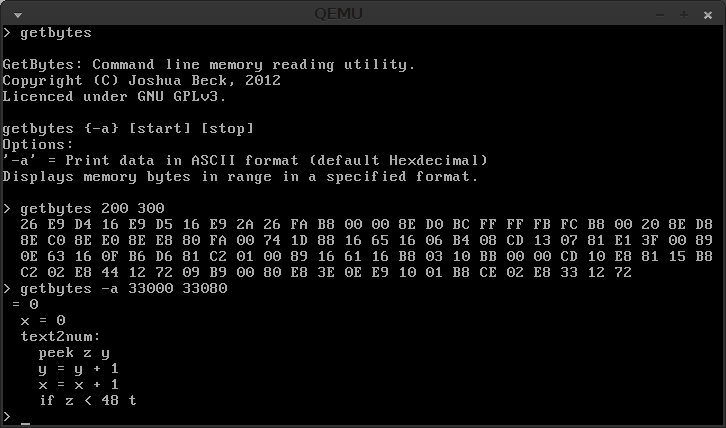 QEMU
> getbytes
GetBytes: Command line memory reading utility.
Copyright (C) Joshua Beck, 2012
Licenced under GNU GPLv3.
getbytes {-a} [start] [stop]
Options:
'-a' = Print data in ASCII format (default Hexdecimal)
Displays memory bytes in range in a specified format.
> getbytes 200 300
26 E9 D4 16 E9 D5 16 E9 2A 26 FA B8 00 00 8E D0 BC FF FF FB FC B8 00 20 8E D8
8E C0 8E E0 8E E8 80 FA 00 74 1D 88 16 65 16 06 B4 08 CD 13 07 81 E1 3F 00 89
0E 63 16 0F B6 D6 81 C2 01 00 89 16 61 16 B8 03 10 BB 00 00 CD 10 E8 81 15 B8
C2 02 E8 44 12 72 09 B9 00 80 E8 3E 0E E9 10 01 B8 CE 02 E8 33 12 72
> getbytes -a 33000 33080
= 0
x = 0
text2num:
peek z y
y = y + 1
x = x + 1
if z < 48 t
> _